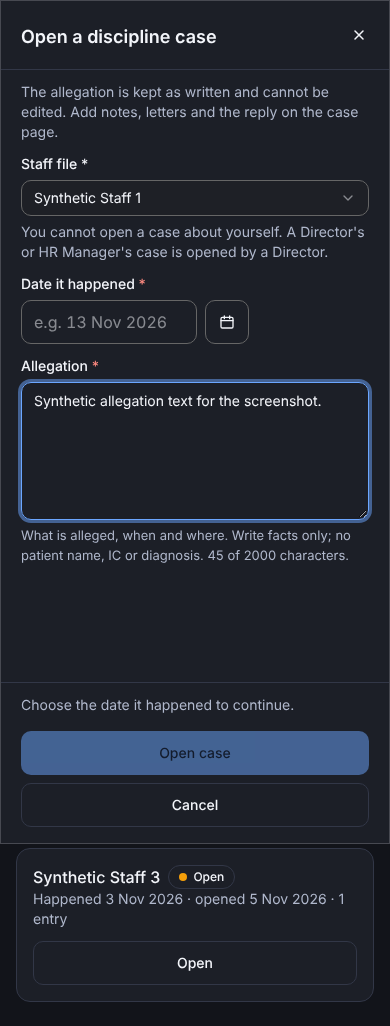 Open a discipline case
The allegation is kept as written and cannot be
edited. Add notes, letters and the reply on the case
page.
Staff file *
Synthetic Staff 1
You cannot open a case about yourself. A Director's
or HR Manager's case is opened by a Director.
Date it happened *
e.g. 13 Nov 2026
Allegation *
Synthetic allegation text for the screenshot.
What is alleged, when and where. Write facts only; no
patient name, IC or diagnosis. 45 of 2000 characters.
Choose the date it happened to continue.
Open case
Cancel
Synthetic Staff 3 Open
Happened 3 Nov 2026 · opened 5 Nov 2026 · 1
entry
Open